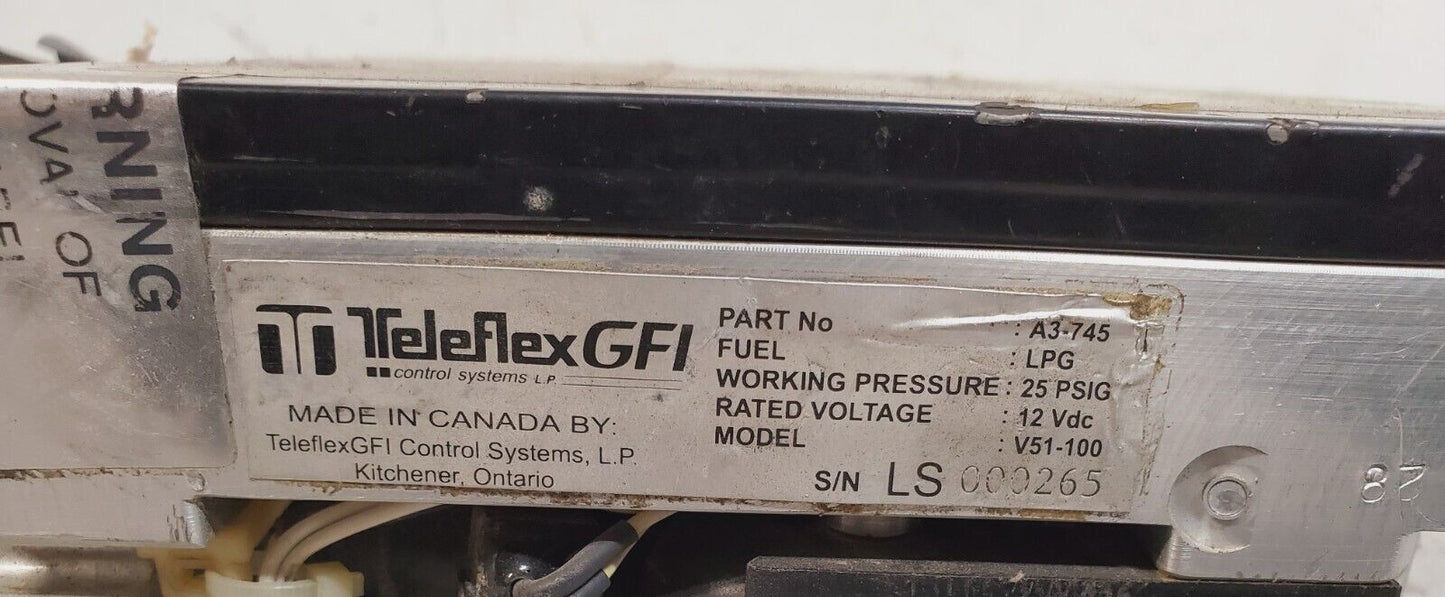 RNING
OVAL OF
TeleflexGFI
control systems L.P.
MADE IN CANADA BY:
TeleflexGFI Control Systems, L.P.
Kitchener, Ontario
PART No : A3-745
FUEL : LPG
WORKING PRESSURE : 25 PSIG
RATED VOLTAGE : 12 Vdc
MODEL : V51-100
S/N LS 000265